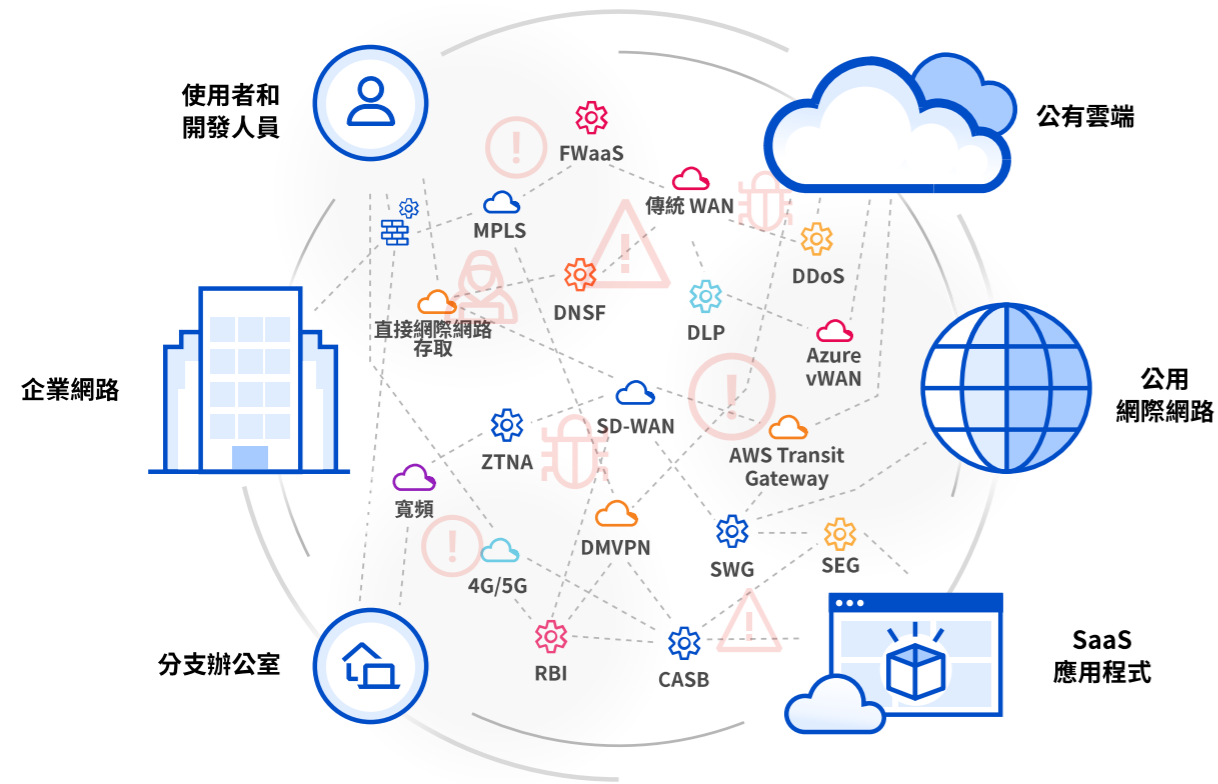 使用者和
開發人員
公有雲端
FWaaS
傳統 WAN
MPLS
DDoS
DNSF
DLP
直接網際網路
存取
Azure
vWAN
企業網路
公用
網際網路
SD-WAN
ZTNA
AWS Transit
Gateway
寬頻
DMVPN
SWG
SEG
4G/5G
分支辦公室
RBI
CASB
SaaS
應用程式